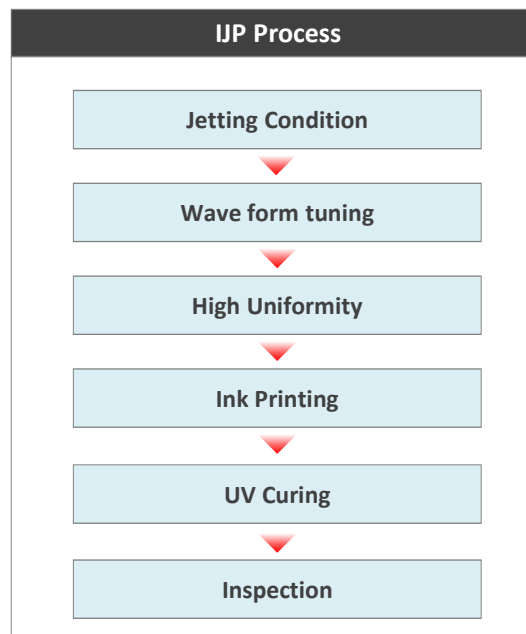 IJP Process
Jetting Condition
Wave form tuning
High Uniformity
Ink Printing
UV Curing
Inspection